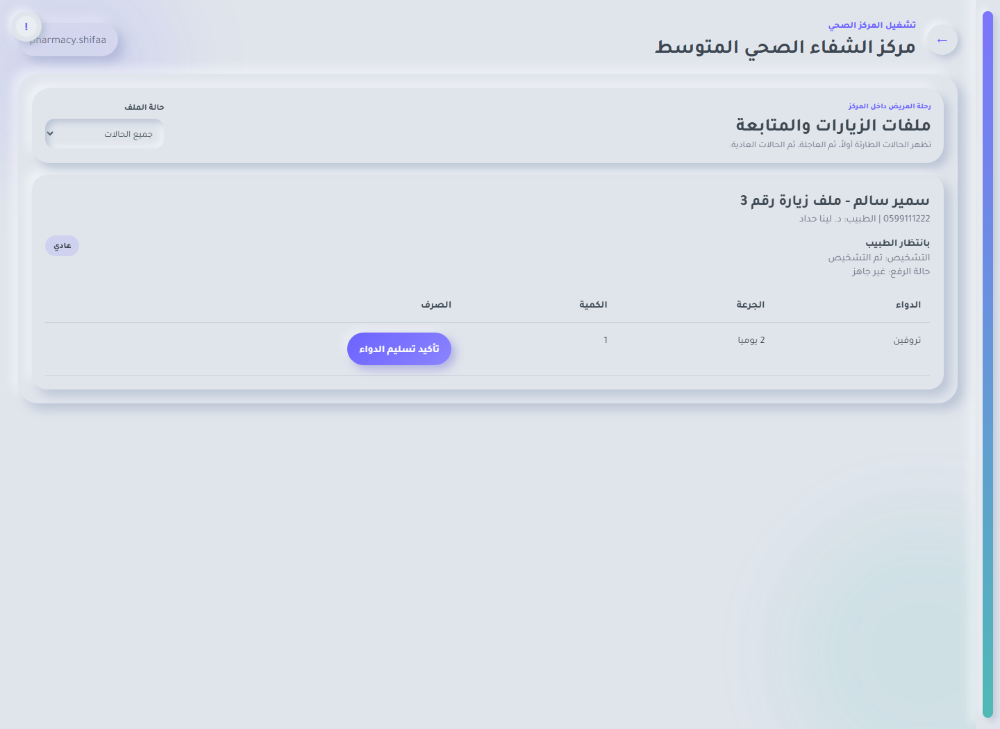 ←
تشغيل المركز الصحي
مركز الشفاء الصحي المتوسط
!
pharmacy.shifaa
رحلة المريض داخل المركز
ملفات الزيارات والمتابعة
تظهر الحالات الطارئة أولاً، ثم العاجلة، ثم الحالات العادية.
حالة الملف
جميع الحالات
سمير سالم - ملف زيارة رقم 3
0599111222 | الطبيب: د. لينا حداد
بانتظار الطبيب
التشخيص: تم التشخيص
حالة الرفع: غير جاهز
عادي
الدواء الجرعة الكمية الصرف
تروفين 2 يوميا 1 تأكيد تسليم الدواء